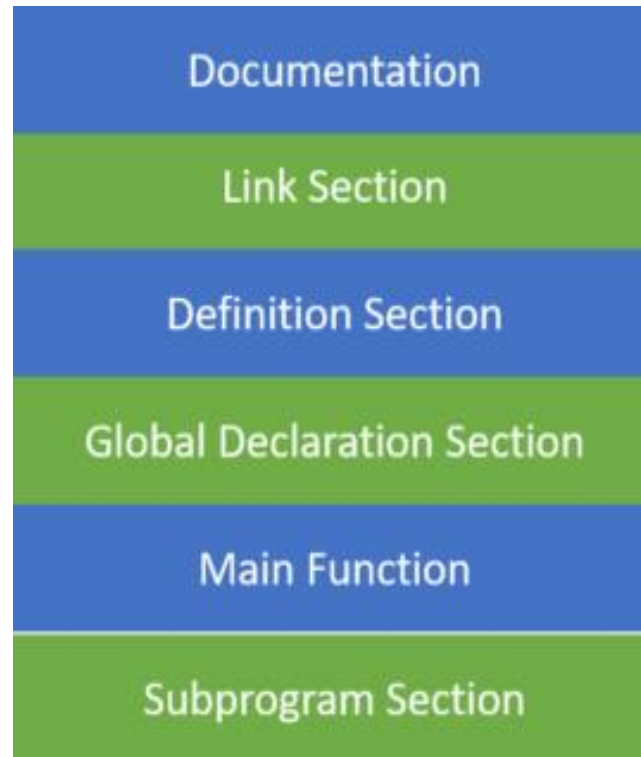 Documentation
Link Section
Definition Section
Global Declaration Section
Main Function
Subprogram Section